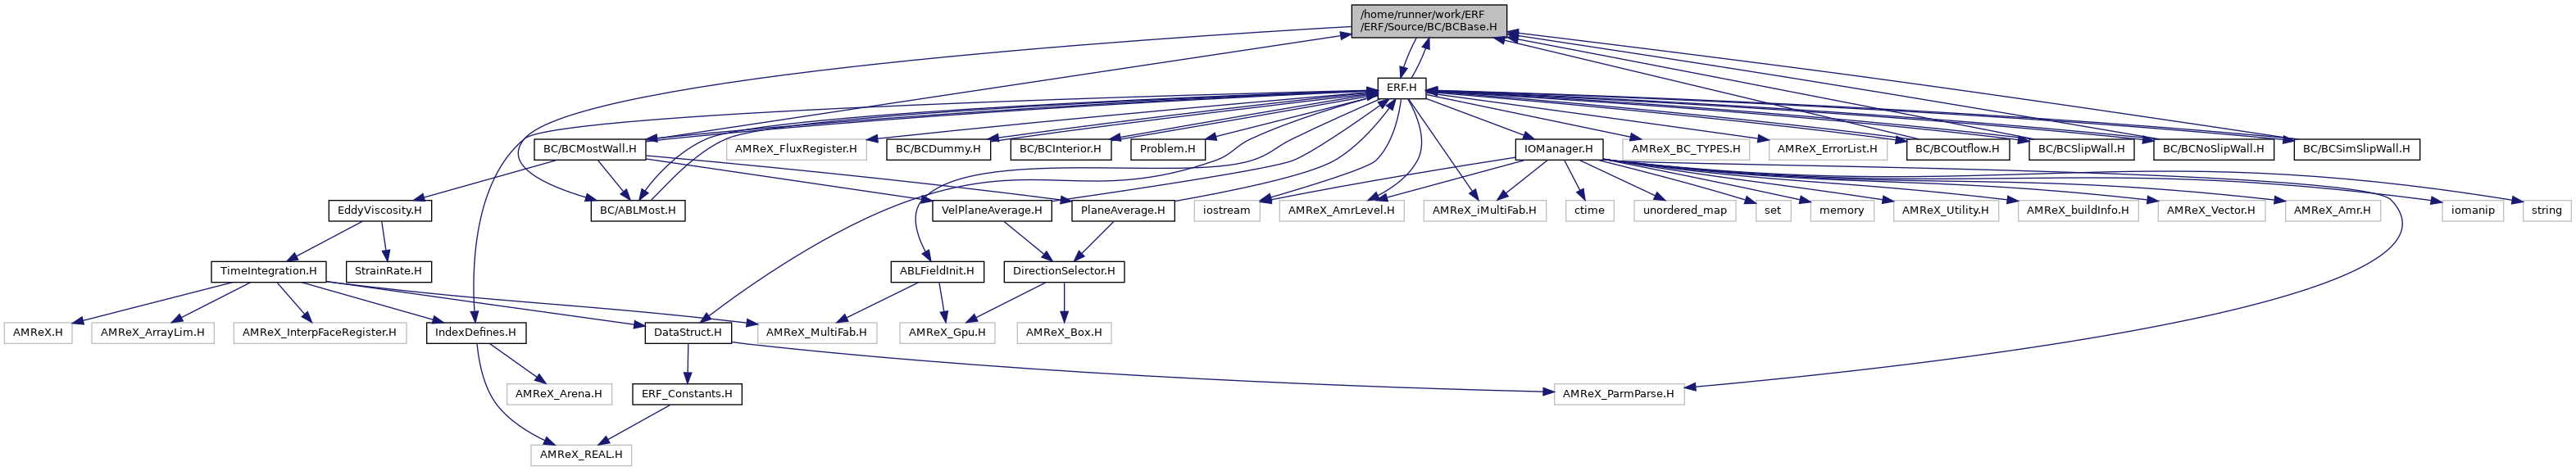 /home/runner/work/ERF
/ERF/Source/BC/BCBase.H
ERF.H
BC/BCMostWall.H
AMReX_FluxRegister.H
BC/BCDummy.H
BC/BCInterior.H
Problem.H
IOManager.H
AMReX_BC_TYPES.H
AMReX_ErrorList.H
BC/BCOutflow.H
BC/BCSlipWall.H
BC/BCNoSlipWall.H
BC/BCSimSlipWall.H
EddyViscosity.H
BC/ABLMost.H
VelPlaneAverage.H
PlaneAverage.H
iostream
AMReX_AmrLevel.H
AMReX_iMultiFab.H
ctime
unordered_map
set
memory
AMReX_Utility.H
AMReX_buildInfo.H
AMReX_Vector.H
AMReX_Amr.H
iomanip
string
TimeIntegration.H
StrainRate.H
ABLFieldInit.H
DirectionSelector.H
AMReX.H
AMReX_ArrayLim.H
AMReX_InterpFaceRegister.H
IndexDefines.H
DataStruct.H
AMReX_MultiFab.H
AMReX_Gpu.H
AMReX_Box.H
AMReX_Arena.H
ERF_Constants.H
AMReX_ParmParse.H
AMReX_REAL.H